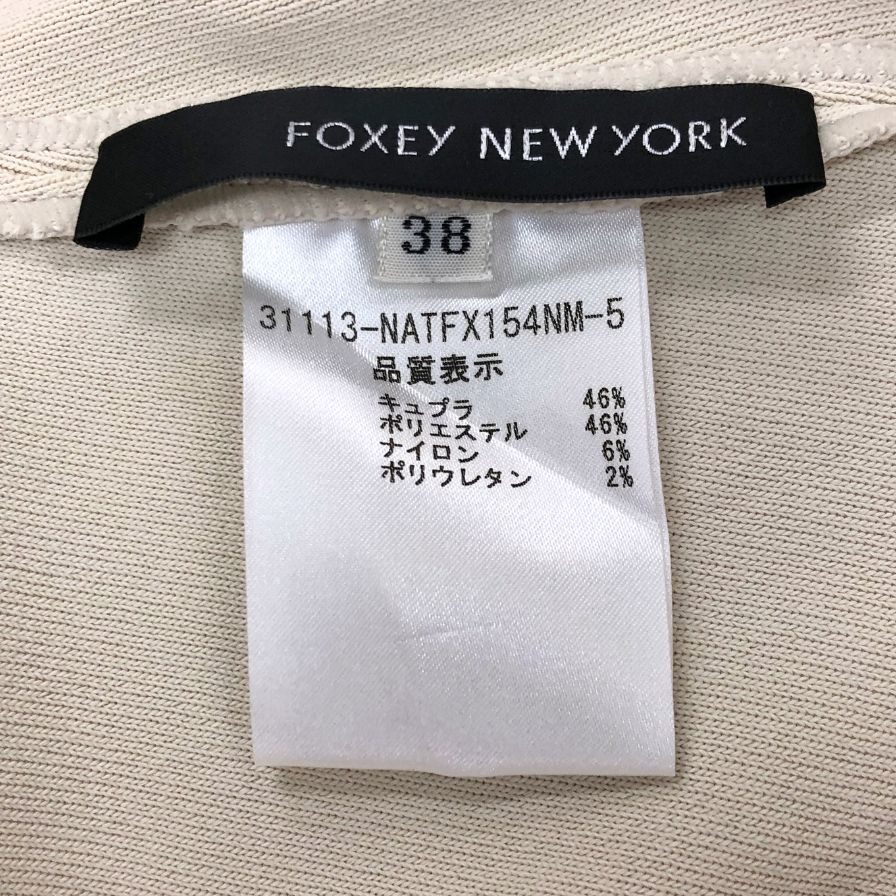 FOXEY NEW YORK
38
31113-NATFX154NM-5
品質表示
キュプラ 46%
ポリエステル 46%
ナイロン 6%
ポリウレタン 2%